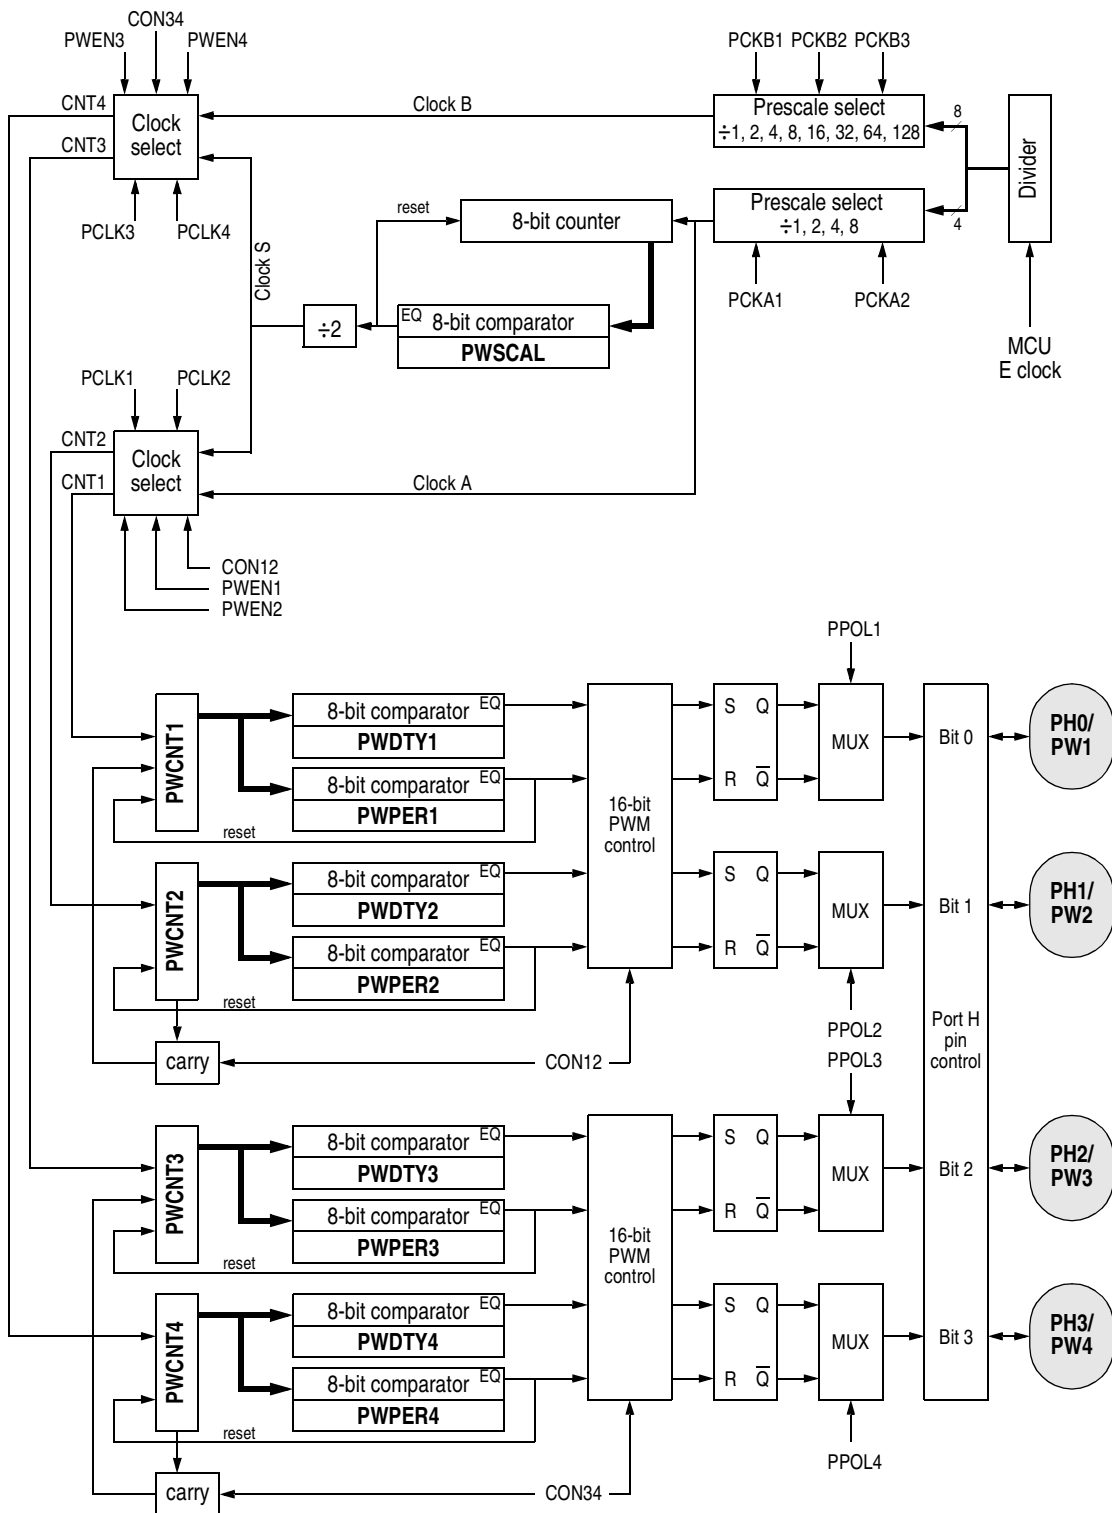 CON34
PWEN3
PWEN4
PCKB1
PCKB2
PCKB3
CNT4
Clock B
Clock
select
Prescale select
÷1, 2, 4, 8, 16, 32, 64, 128
8
Divider
CNT3
PCLK3
PCLK4
reset
8-bit counter
Prescale select
÷1, 2, 4, 8
4
Clock S
PCKA1
PCKA2
÷2
EQ
8-bit comparator
PWSCAL
MCU
E clock
PCLK1
PCLK2
CNT2
Clock
select
CNT1
Clock A
CON12
PWEN1
PWEN2
PPOL1
PWCNT1
8-bit comparator
EQ
PWDTY1
8-bit comparator
EQ
PWPER1
reset
16-bit
PWM
control
S Q
R Q
MUX
Bit 0
PH0/
PW1
PWCNT2
8-bit comparator
EQ
PWDTY2
8-bit comparator
EQ
PWPER2
reset
S Q
R Q
MUX
Bit 1
PH1/
PW2
carry
CON12
PPOL2
PPOL3
Port H
pin
control
PWCNT3
8-bit comparator
EQ
PWDTY3
8-bit comparator
EQ
PWPER3
reset
16-bit
PWM
control
S Q
R Q
MUX
Bit 2
PH2/
PW3
PWCNT4
8-bit comparator
EQ
PWDTY4
8-bit comparator
EQ
PWPER4
reset
S Q
R Q
MUX
Bit 3
PH3/
PW4
carry
CON34
PPOL4